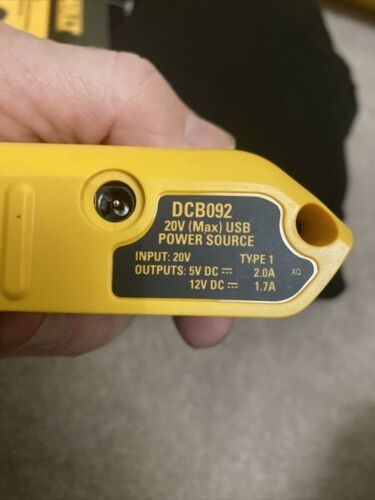 DCB092
20V (Max) USB
POWER SOURCE
INPUT: 20V TYPE 1
OUTPUTS: 5V DC ⎓ 2.0A XQ
12V DC ⎓ 1.7A